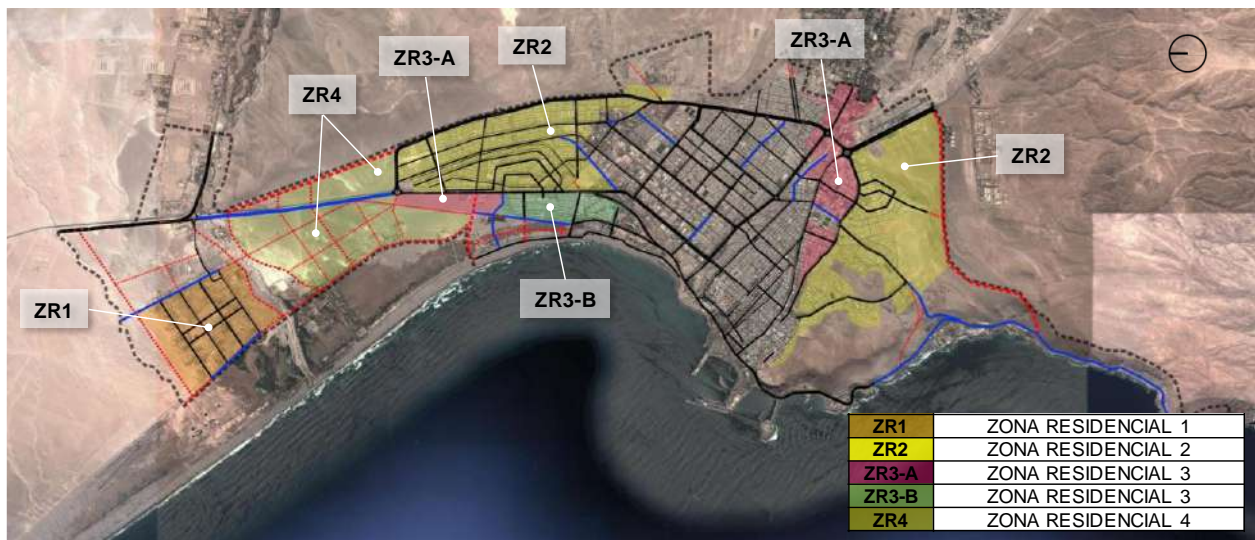 ZR2
ZR3-A
ZR3-A
ZR4
ZR2
ZR3-B
ZR1
ZR1 ZONA RESIDENCIAL 1
ZR2 ZONA RESIDENCIAL 2
ZR3-A ZONA RESIDENCIAL 3
ZR3-B ZONA RESIDENCIAL 3
ZR4 ZONA RESIDENCIAL 4